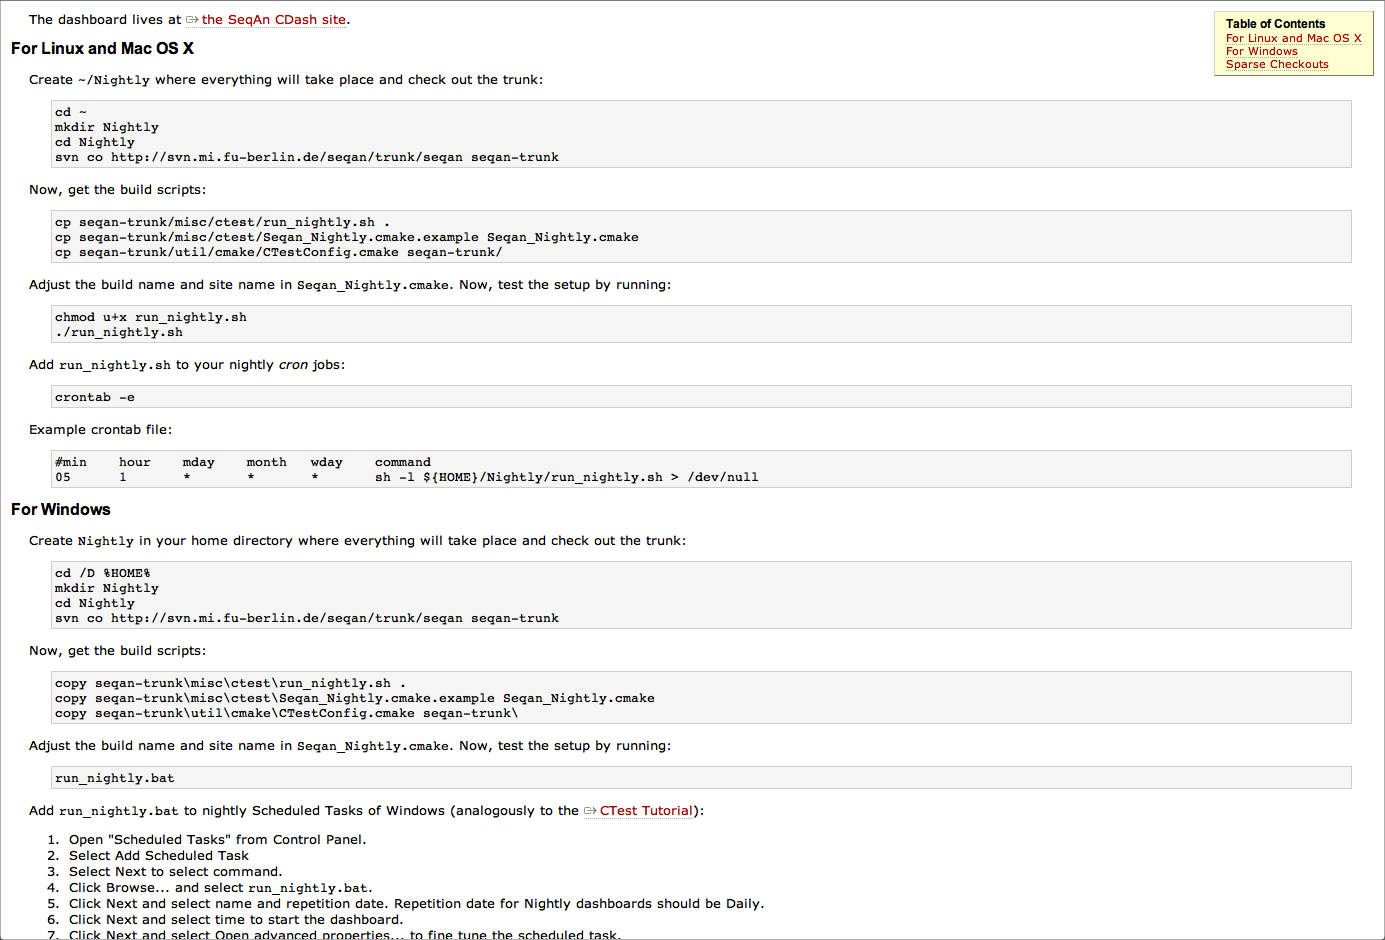 The dashboard lives at the SeqAn CDash site.
Table of Contents
For Linux and Mac OS X
For Windows
Sparse Checkouts
For Linux and Mac OS X
Create ~/Nightly where everything will take place and check out the trunk:
cd ~
mkdir Nightly
cd Nightly
svn co http://svn.mi.fu-berlin.de/seqan/trunk/seqan seqan-trunk
Now, get the build scripts:
cp seqan-trunk/misc/ctest/run_nightly.sh .
cp seqan-trunk/misc/ctest/Seqan_Nightly.cmake.example Seqan_Nightly.cmake
cp seqan-trunk/util/cmake/CTestConfig.cmake seqan-trunk/
Adjust the build name and site name in Seqan_Nightly.cmake. Now, test the setup by running:
chmod u+x run_nightly.sh
./run_nightly.sh
Add run_nightly.sh to your nightly cron jobs:
crontab -e
Example crontab file:
#min    hour    mday    month   wday    command
05      1       *       *       *       sh -l ${HOME}/Nightly/run_nightly.sh > /dev/null
For Windows
Create Nightly in your home directory where everything will take place and check out the trunk:
cd /D %HOME%
mkdir Nightly
cd Nightly
svn co http://svn.mi.fu-berlin.de/seqan/trunk/seqan seqan-trunk
Now, get the build scripts:
copy seqan-trunk\misc\ctest\run_nightly.sh .
copy seqan-trunk\misc\ctest\Seqan_Nightly.cmake.example Seqan_Nightly.cmake
copy seqan-trunk\util\cmake\CTestConfig.cmake seqan-trunk\
Adjust the build name and site name in Seqan_Nightly.cmake. Now, test the setup by running:
run_nightly.bat
Add run_nightly.bat to nightly Scheduled Tasks of Windows (analogously to the CTest Tutorial):
1. Open "Scheduled Tasks" from Control Panel.
2. Select Add Scheduled Task
3. Select Next to select command.
4. Click Browse... and select run_nightly.bat.
5. Click Next and select name and repetition date. Repetition date for Nightly dashboards should be Daily.
6. Click Next and select time to start the dashboard.
7. Click Next and select Open advanced properties... to fine tune the scheduled task.